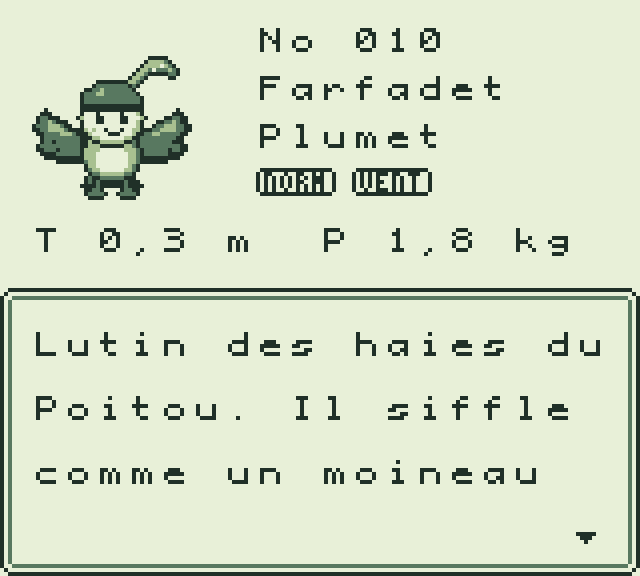 No 010
Farfadet
Plumet
NORM VENT
T 0,3 m P 1,8 kg
Lutin des haies du
Poitou. Il siffle
comme un moineau